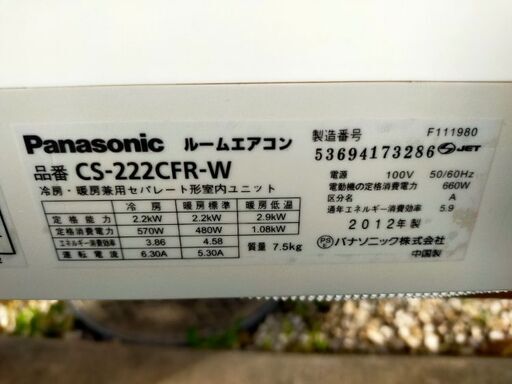 Panasonic ルームエアコン
品番 CS-222CFR-W
冷房・暖房兼用セパレート形室内ユニット
冷房 暖房標準 暖房低温
定格能力 2.2kW 2.2kW 2.9kW
定格消費電力 570W 480W 1.08kW
エネルギー消費効率 3.86 4.58
運転電流 6.30A 5.30A
質量 7.5kg
製造番号 F111980
53694173286 JET
電源 100V 50/60Hz
電動機の定格消費電力 660W
区分名 A
通年エネルギー消費効率 5.9
2012年製
PSE パナソニック株式会社
中国製